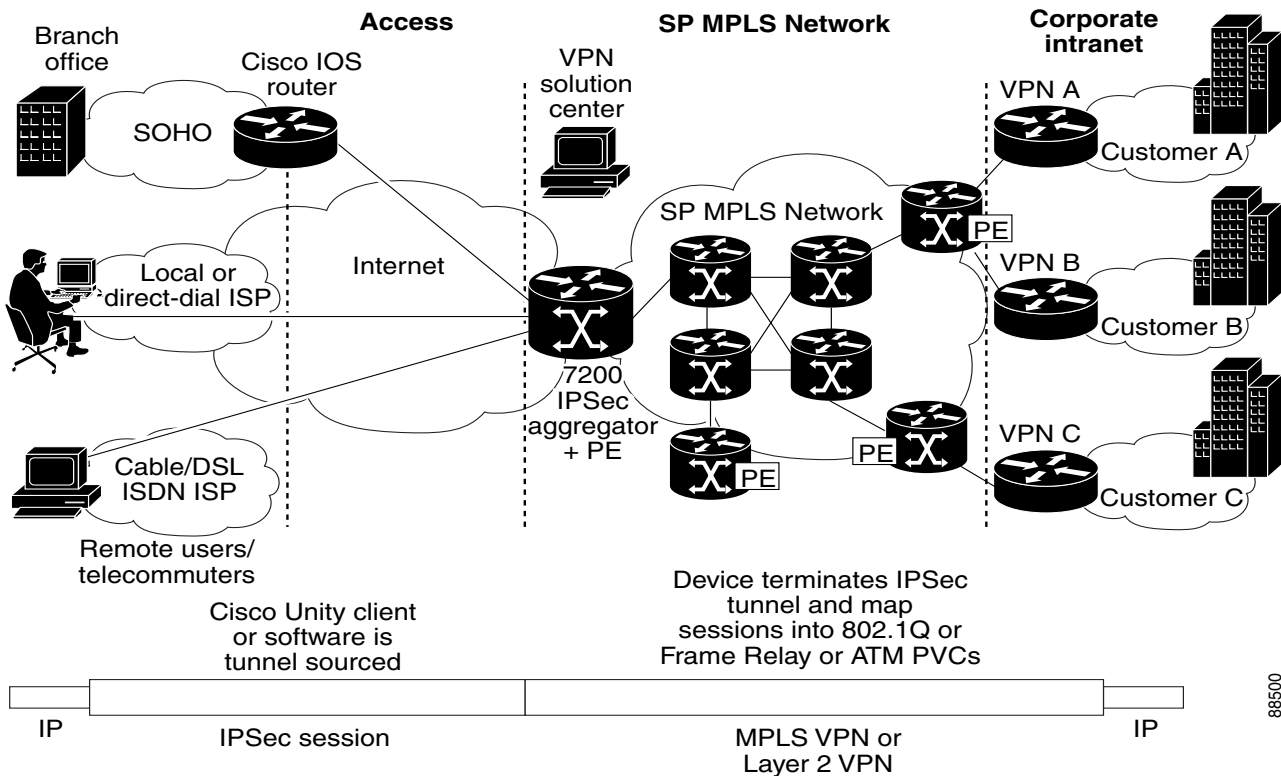 Access
SP MPLS Network
Corporate
intranet
Branch
office
Cisco IOS
router
VPN
solution
center
SOHO
VPN A
Customer A
SP MPLS Network
PE
Internet
Local or
direct-dial ISP
VPN B
Customer B
7200
IPSec
aggregator
+ PE
PE
PE
VPN C
Customer C
Cable/DSL
ISDN ISP
Remote users/
telecommuters
Cisco Unity client
or software is
tunnel sourced
Device terminates IPSec
tunnel and map
sessions into 802.1Q or
Frame Relay or ATM PVCs
IP
IPSec session
MPLS VPN or
Layer 2 VPN
IP
88500